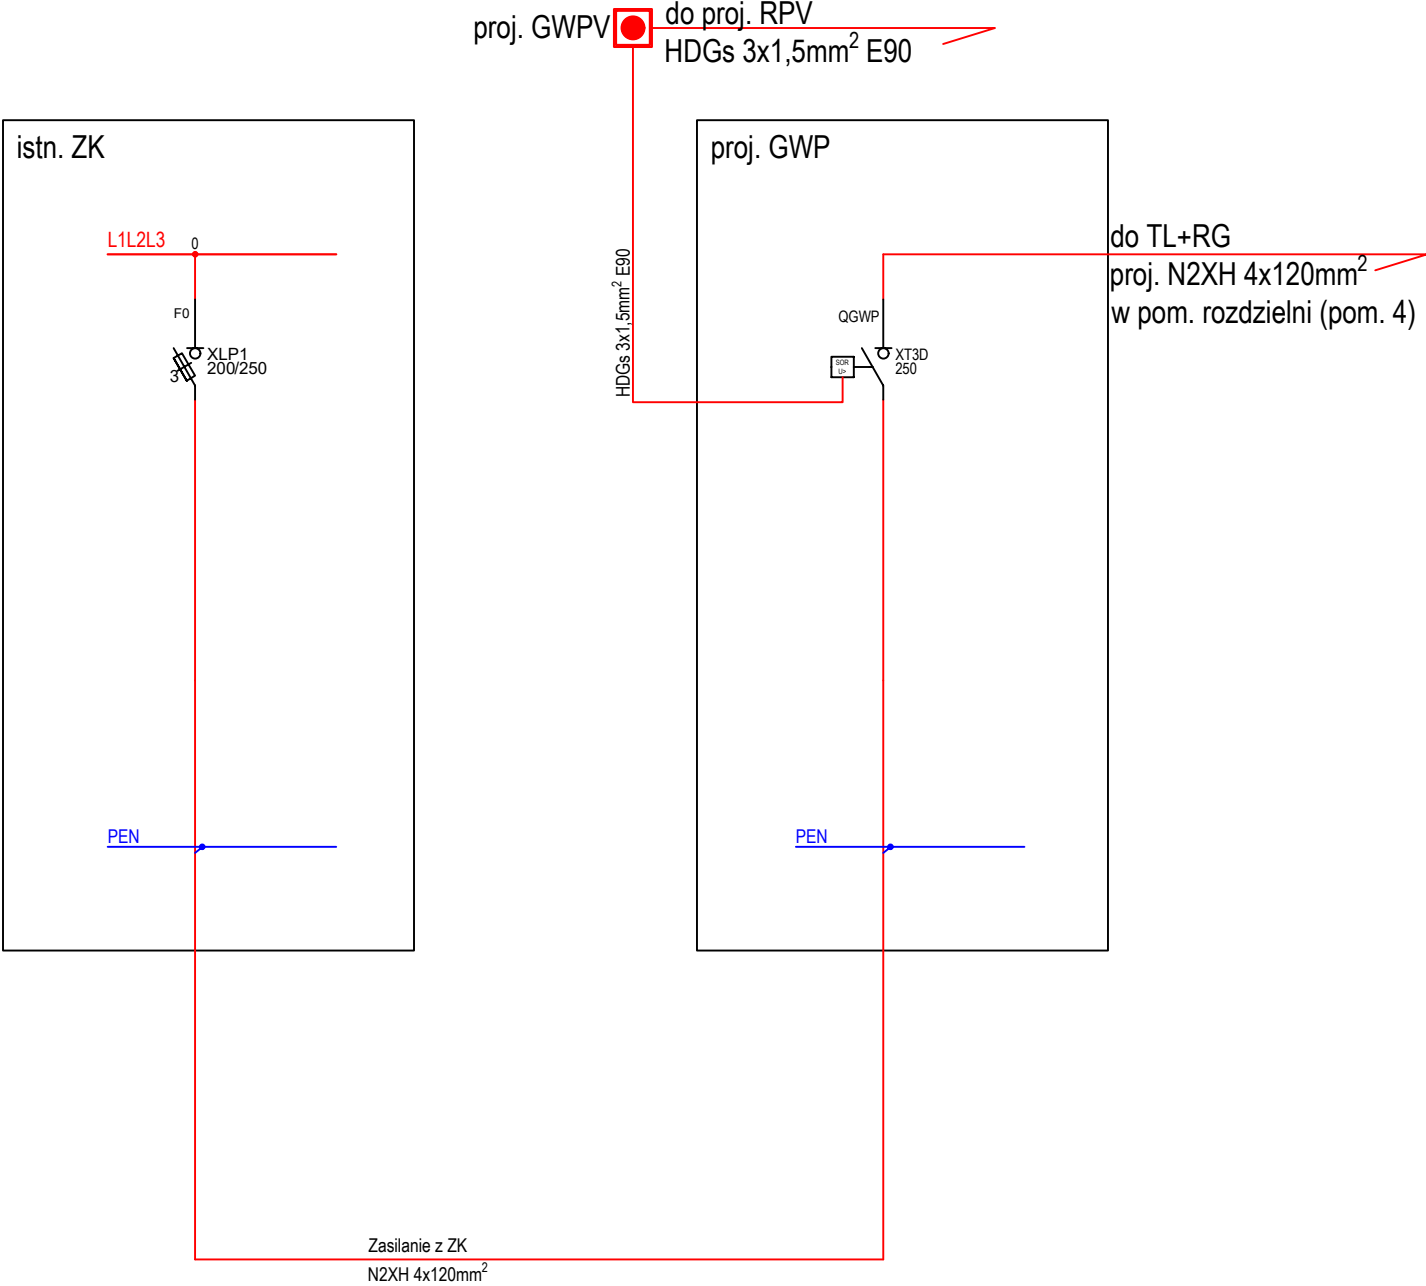 proj. GWPV
do proj. RPV
HDGs 3x1,5mm² E90
istn. ZK
L1L2L3
0
F0
XLP1
200/250
3
PEN
HDGs 3x1,5mm² E90
proj. GWP
QGWP
SOR
U>
XT3D
250
PEN
do TL+RG
proj. N2XH 4x120mm²
w pom. rozdzielni (pom. 4)
Zasilanie z ZK
N2XH 4x120mm²